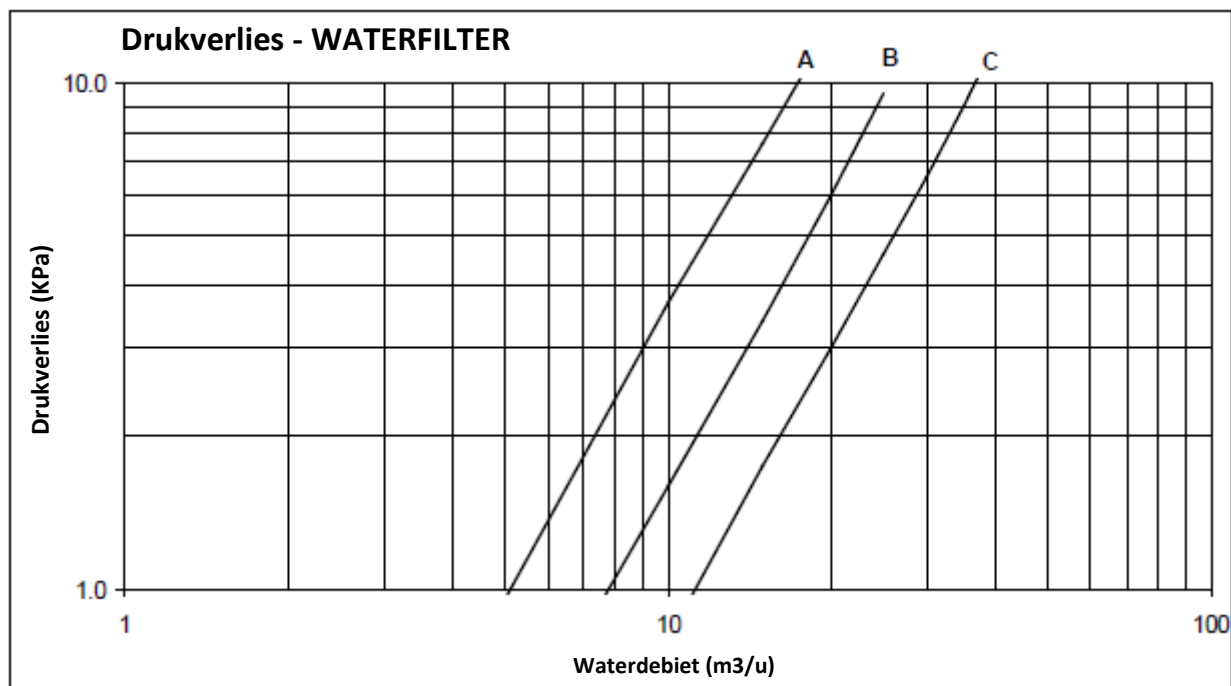 Drukverlies - WATERFILTER
A
B
C
10.0
Drukverlies (KPa)
1.0
1
10
100
Waterdebiet (m3/u)